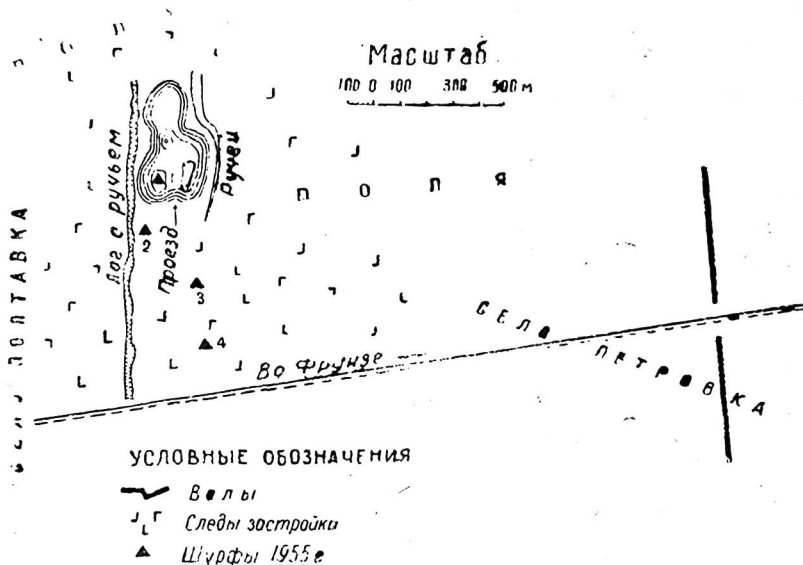 Масштаб
100 0 100 300 500 м
Лог с ручьем
Ручей
Проезд
ПОЛЯ
2
3
4
ПОЛТАВКА
Во Фрунзе
СЕЛО ПЕТРОВКА
УСЛОВНЫЕ ОБОЗНАЧЕНИЯ
Валы
Следы застройки
Шурфы 1955 г